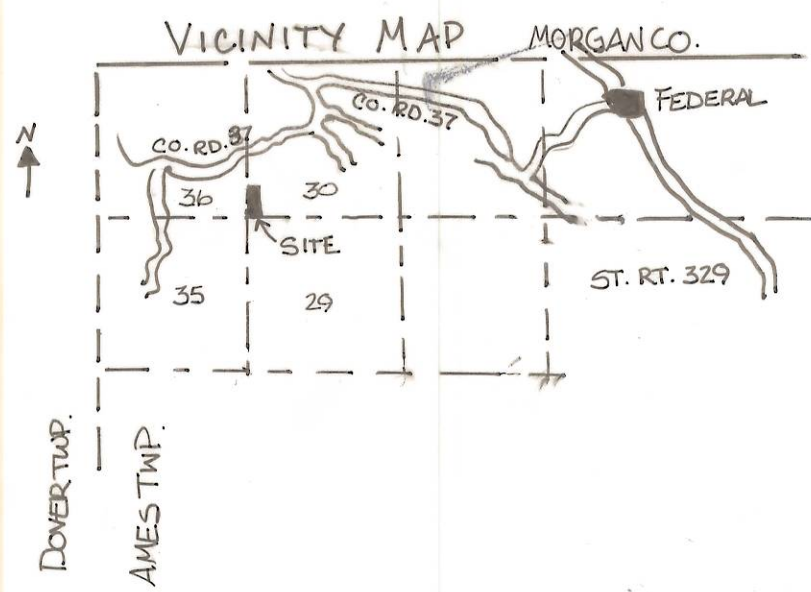 VICINITY MAP
MORGAN CO.
N
CO. RD. 37
CO. RD. 37
FEDERAL
36
30
SITE
35
29
ST. RT. 329
DOVER TWP.
AMES TWP.